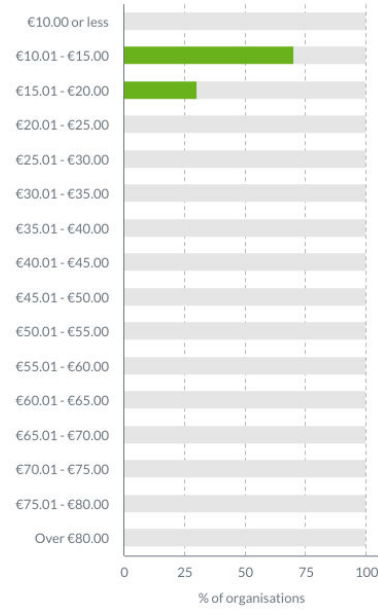 €10.00 or less
€10.01 - €15.00
€15.01 - €20.00
€20.01 - €25.00
€25.01 - €30.00
€30.01 - €35.00
€35.01 - €40.00
€40.01 - €45.00
€45.01 - €50.00
€50.01 - €55.00
€55.01 - €60.00
€60.01 - €65.00
€65.01 - €70.00
€70.01 - €75.00
€75.01 - €80.00
Over €80.00
0 25 50 75 100
% of organisations